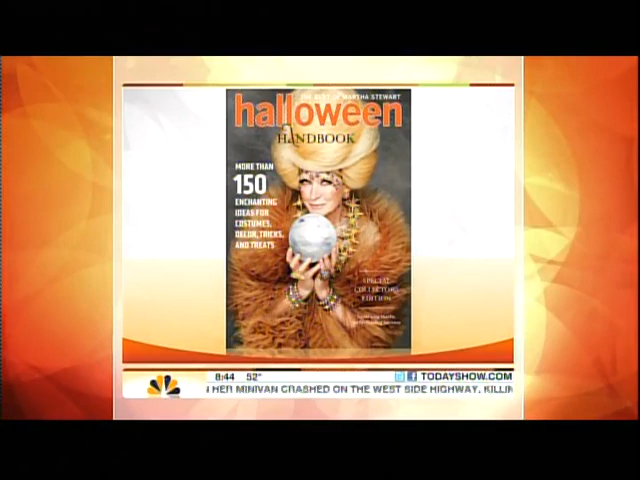 THE BEST OF MARTHA STEWART
halloween
HANDBOOK
MORE THAN
150
ENCHANTING
IDEAS FOR
COSTUMES,
DECOR, TRICKS,
AND TREATS
SPECIAL
COLLECTOR'S
EDITION
8:44 52° TODAYSHOW.COM
HER MINIVAN CRASHED ON THE WEST SIDE HIGHWAY, KILLIN